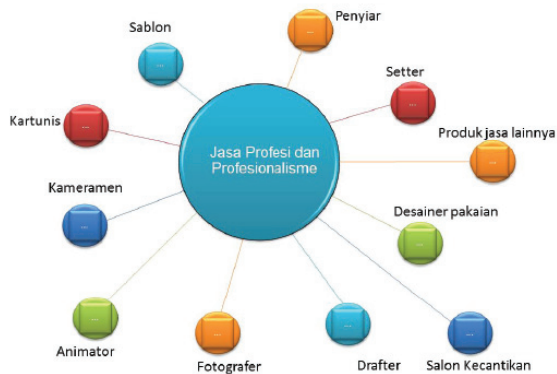 Penyiar
Sablon
Setter
Kartunis
Produk jasa lainnya
Jasa Profesi dan
Profesionalisme
Kameramen
Desainer pakaian
Animator
Fotografer
Drafter
Salon Kecantikan
...
...
...
...
...
...
...
...
...
...
...